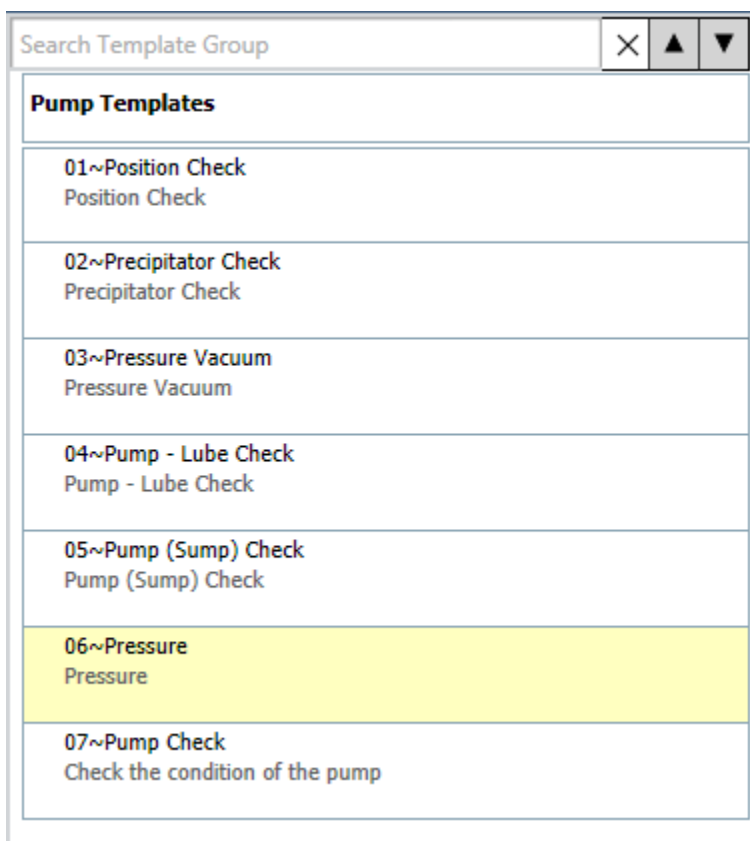 Search Template Group
Pump Templates
01~Position Check
Position Check
02~Precipitator Check
Precipitator Check
03~Pressure Vacuum
Pressure Vacuum
04~Pump - Lube Check
Pump - Lube Check
05~Pump (Sump) Check
Pump (Sump) Check
06~Pressure
Pressure
07~Pump Check
Check the condition of the pump